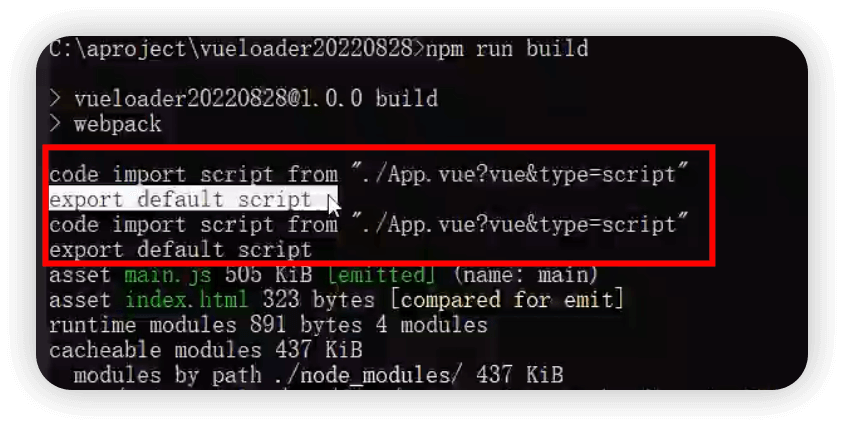 C:\aproject\vueloader20220828>npm run build
> vueloader20220828@1.0.0 build
> webpack
code import script from "./App.vue?vue&type=script"
export default script
code import script from "./App.vue?vue&type=script"
export default script
asset main.js 505 KiB [emitted] (name: main)
asset index.html 323 bytes [compared for emit]
runtime modules 891 bytes 4 modules
cacheable modules 437 KiB
modules by path ./node_modules/ 437 KiB